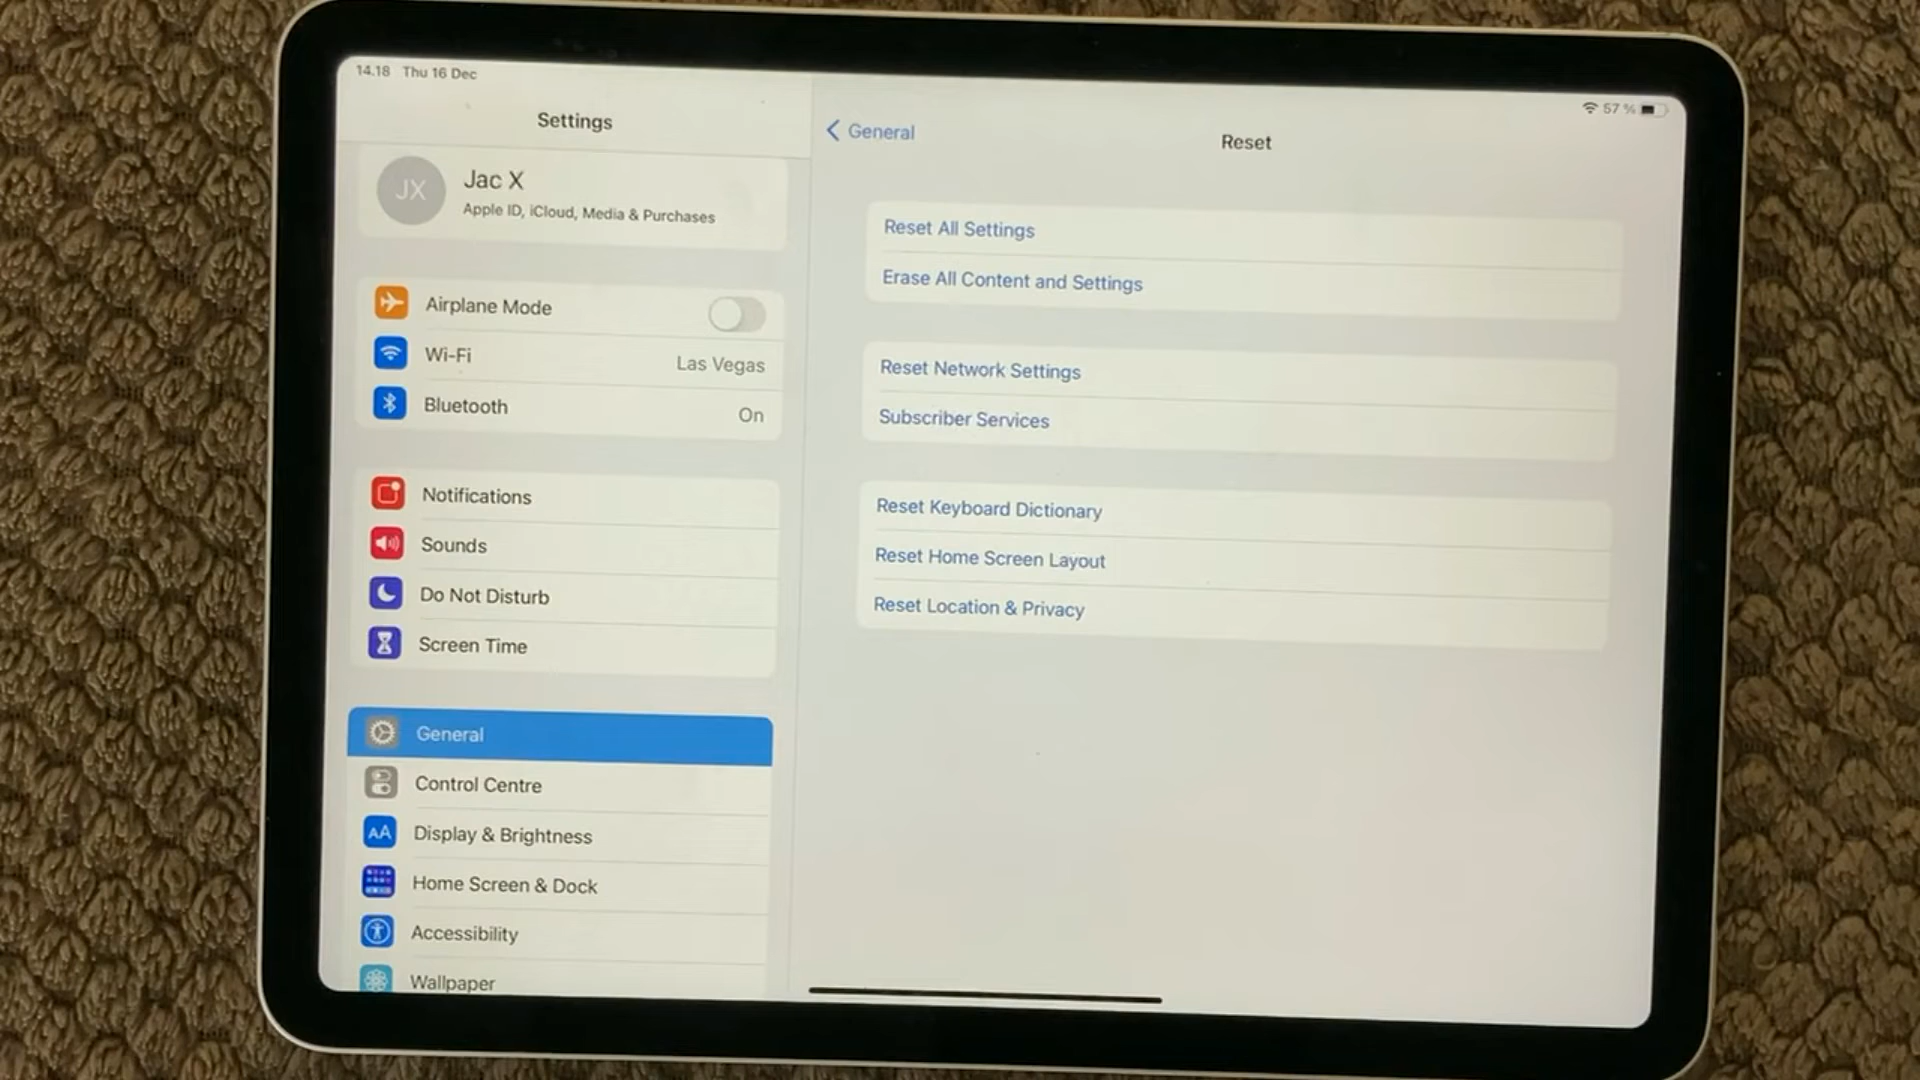 14.18 Thu 16 Dec
57 %
Settings
JX
Jac X
Apple ID, iCloud, Media & Purchases
Airplane Mode
Wi-Fi Las Vegas
Bluetooth On
Notifications
Sounds
Do Not Disturb
Screen Time
General
Control Centre
AA Display & Brightness
Home Screen & Dock
Accessibility
Wallpaper
General
Reset
Reset All Settings
Erase All Content and Settings
Reset Network Settings
Subscriber Services
Reset Keyboard Dictionary
Reset Home Screen Layout
Reset Location & Privacy